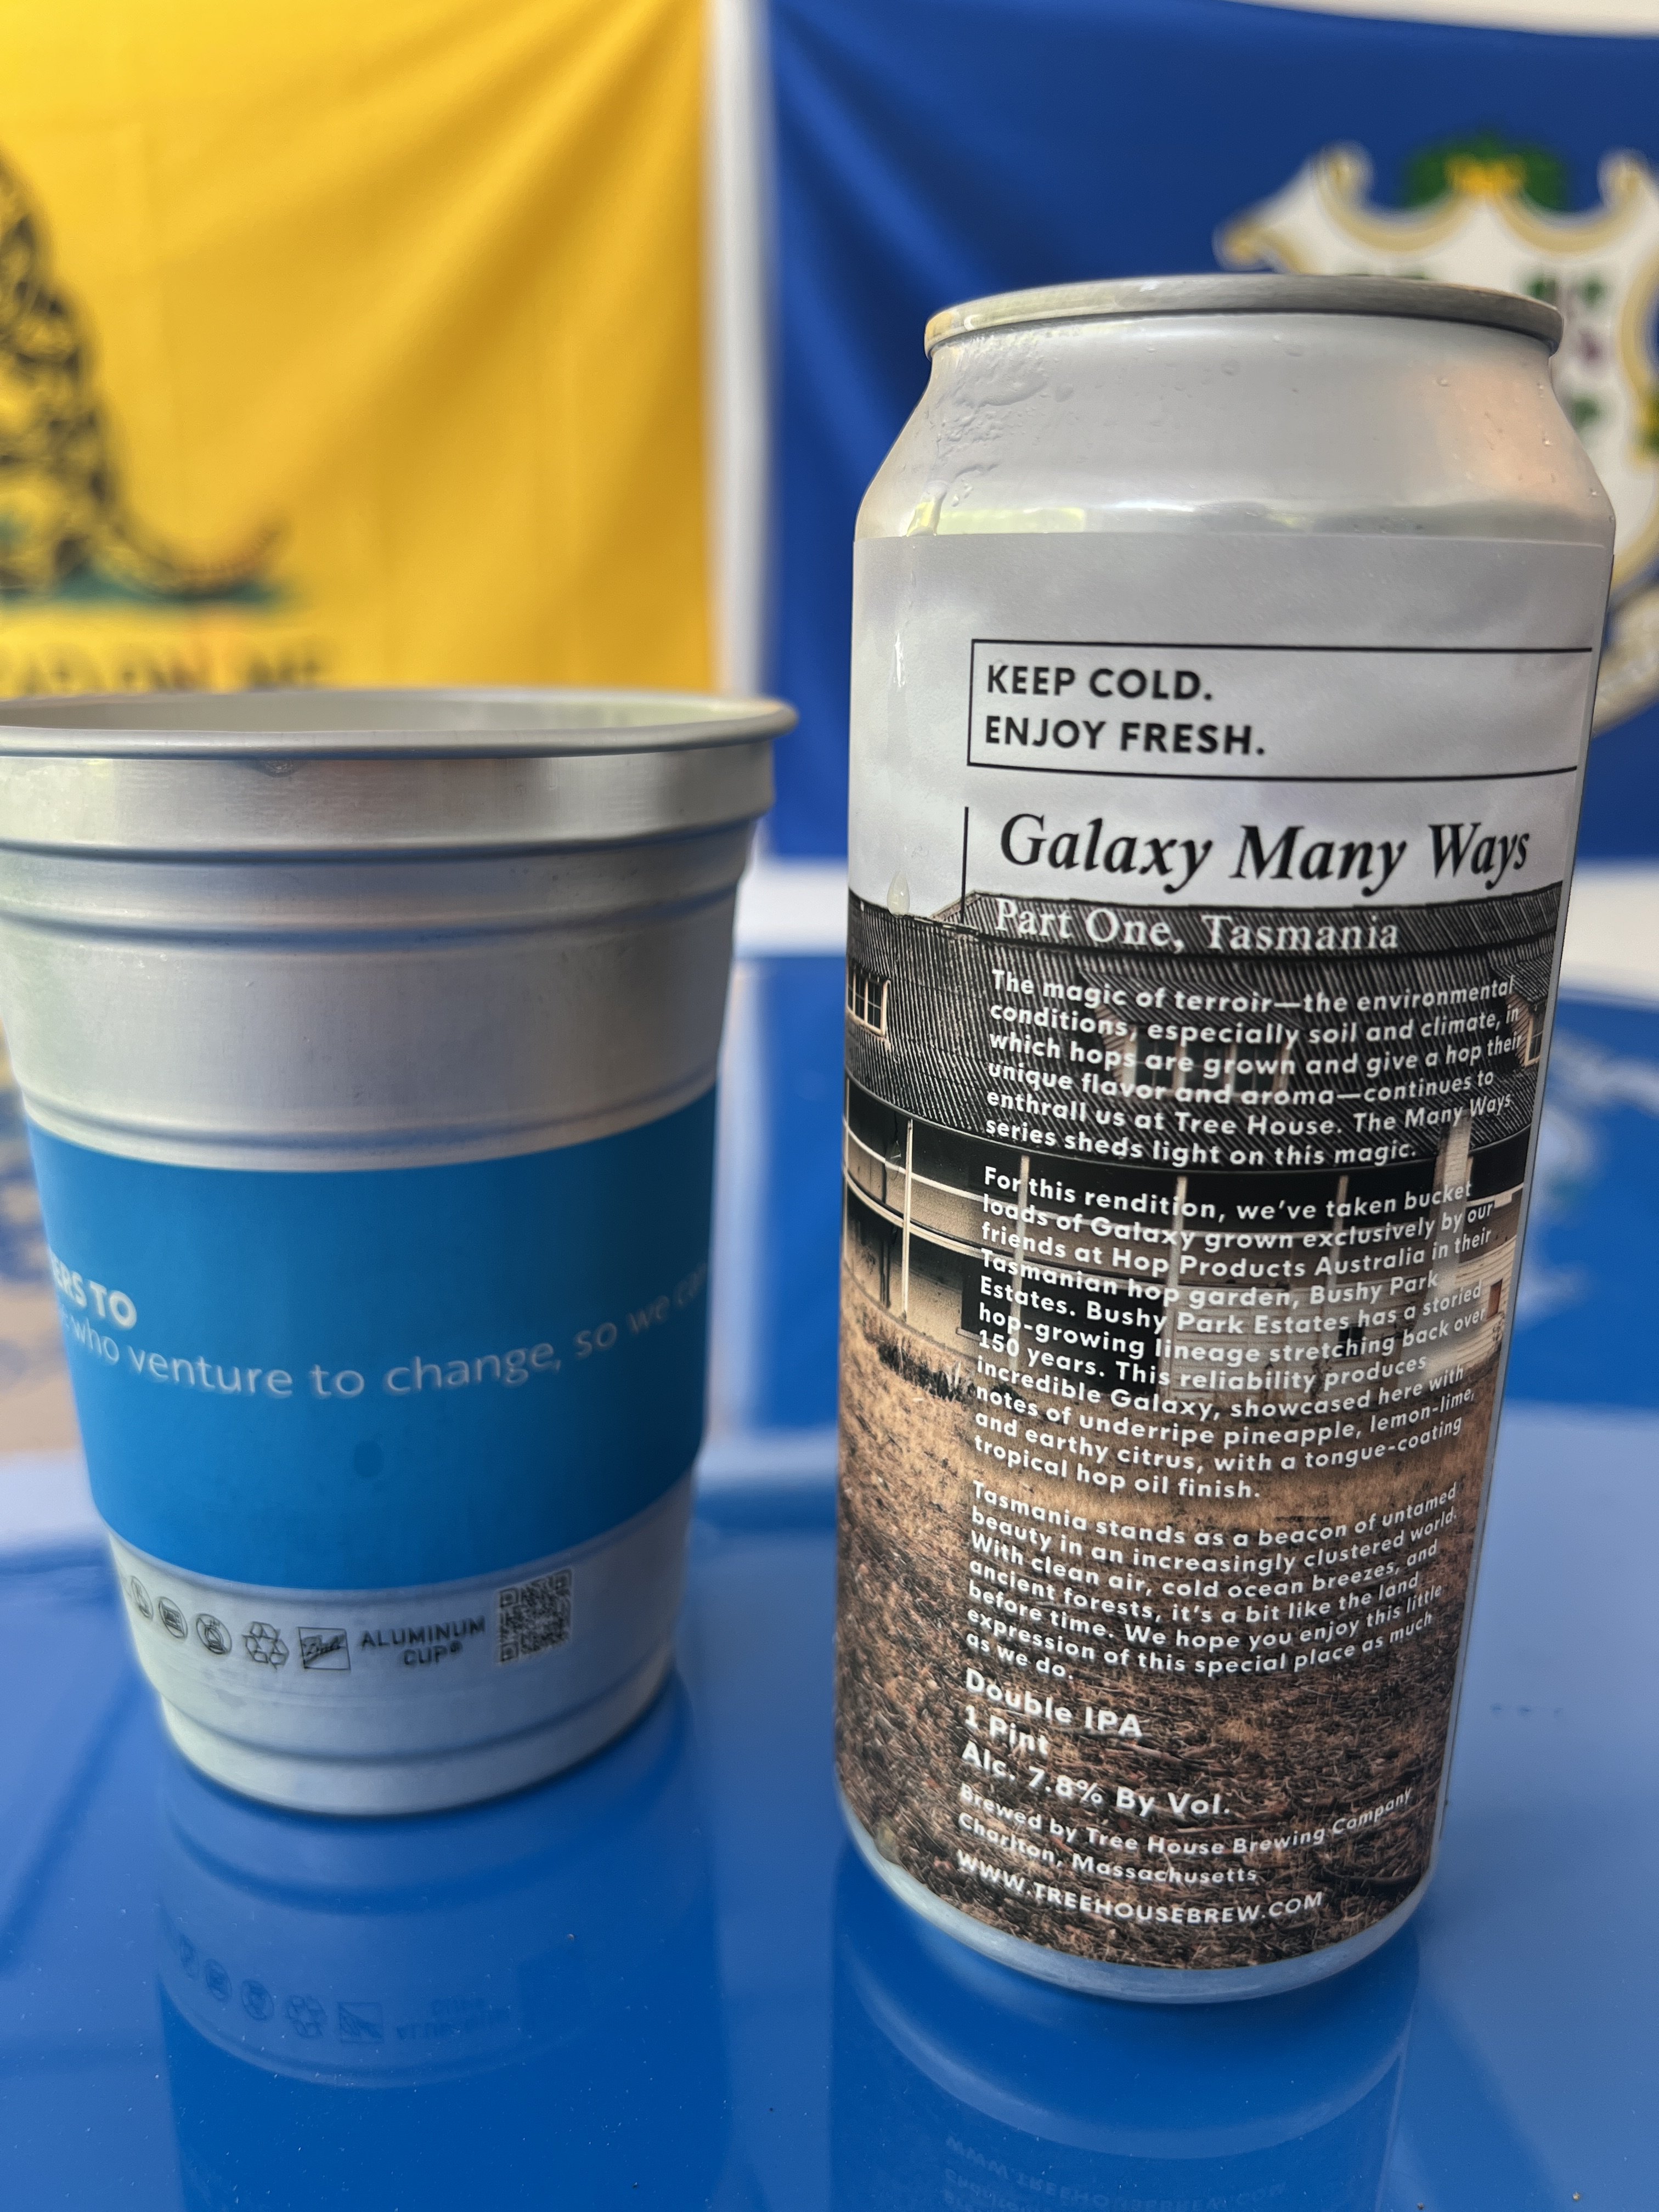 KEEP COLD.
ENJOY FRESH.
Galaxy Many Ways
Part One, Tasmania
The magic of terroir—the environmental
conditions, especially soil and climate, in
which hops are grown and give a hop their
unique flavor and aroma—continues to
enthrall us at Tree House. The Many Ways
series sheds light on this magic.
For this rendition, we've taken bucket
loads of Galaxy grown exclusively by our
friends at Hop Products Australia in their
Tasmanian hop garden, Bushy Park
Estates. Bushy Park Estates has a storied
hop-growing lineage stretching back over
150 years. This reliability produces
incredible Galaxy, showcased here with
notes of underripe pineapple, lemon-lime,
and earthy citrus, with a tongue-coating
tropical hop oil finish.
Tasmania stands as a beacon of untamed
beauty in an increasingly clustered world.
With clean air, cold ocean breezes, and
ancient forests, it's a bit like the land
before time. We hope you enjoy this little
expression of this special place as much
as we do.
Double IPA
1 Pint
Alc. 7.8% By Vol.
Brewed by Tree House Brewing Company
Charlton, Massachusetts
WWW.TREEHOUSEBREW.COM
TO
who venture to change, so we
Ball
ALUMINUM
CUP®
ON ME